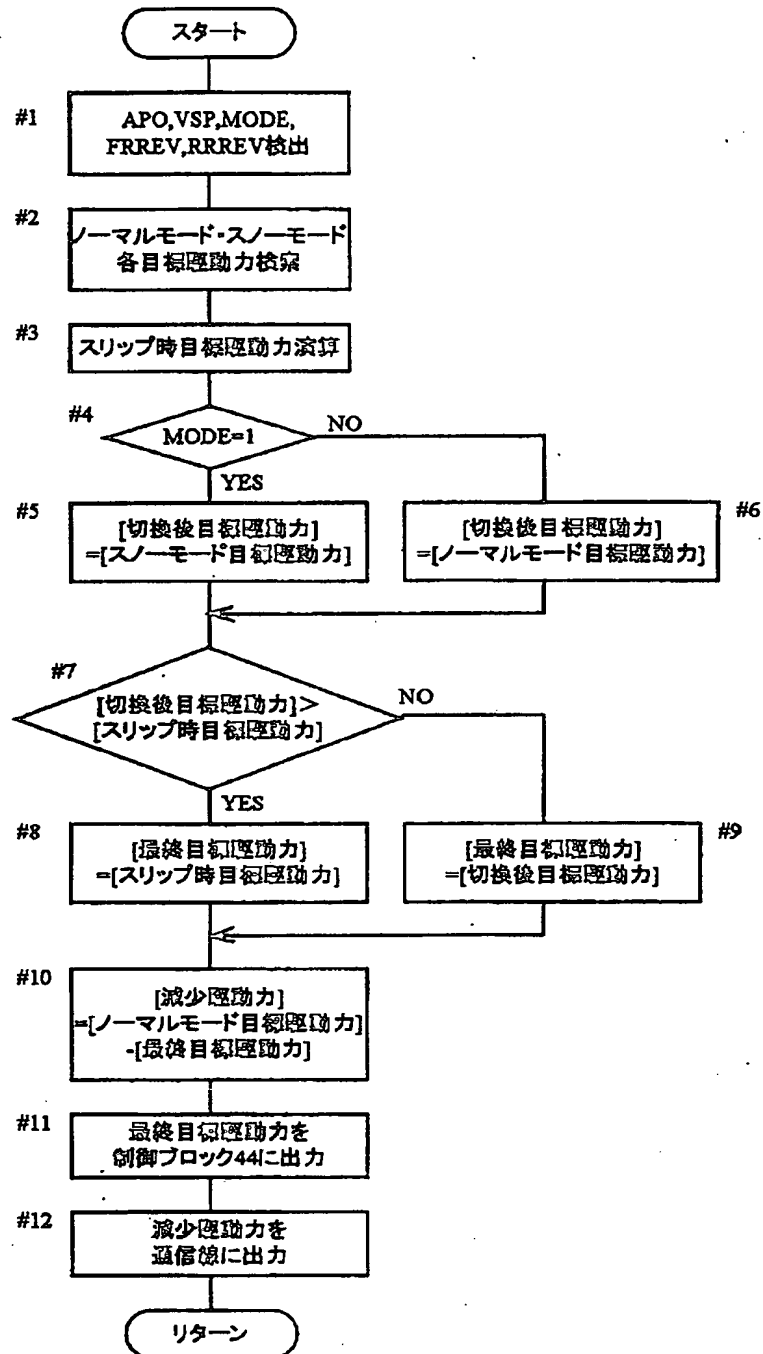 スタート
#1
APO,VSP,MODE,
FRREV,RRREV検出
#2
ノーマルモード・スノーモード
各目標駆動力検索
#3
スリップ時目標駆動力演算
#4
MODE=1
NO
YES
#5
[切換後目標駆動力]
=[スノーモード目標駆動力]
#6
[切換後目標駆動力]
=[ノーマルモード目標駆動力]
#7
[切換後目標駆動力]>
[スリップ時目標駆動力]
NO
YES
#8
[最終目標駆動力]
=[スリップ時目標駆動力]
#9
[最終目標駆動力]
=[切換後目標駆動力]
#10
[減少駆動力]
=[ノーマルモード目標駆動力]
-[最終目標駆動力]
#11
最終目標駆動力を
制御ブロック44に出力
#12
減少駆動力を
通信線に出力
リターン